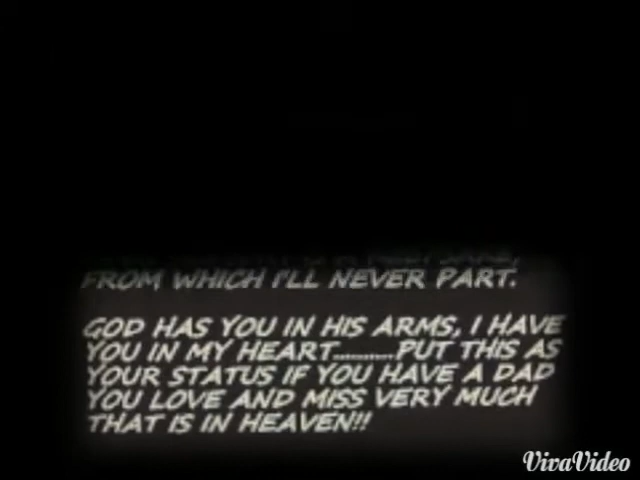 FROM WHICH I'LL NEVER PART.
GOD HAS YOU IN HIS ARMS, I HAVE
YOU IN MY HEART..........PUT THIS AS
YOUR STATUS IF YOU HAVE A DAD
YOU LOVE AND MISS VERY MUCH
THAT IS IN HEAVEN!!
VivaVideo